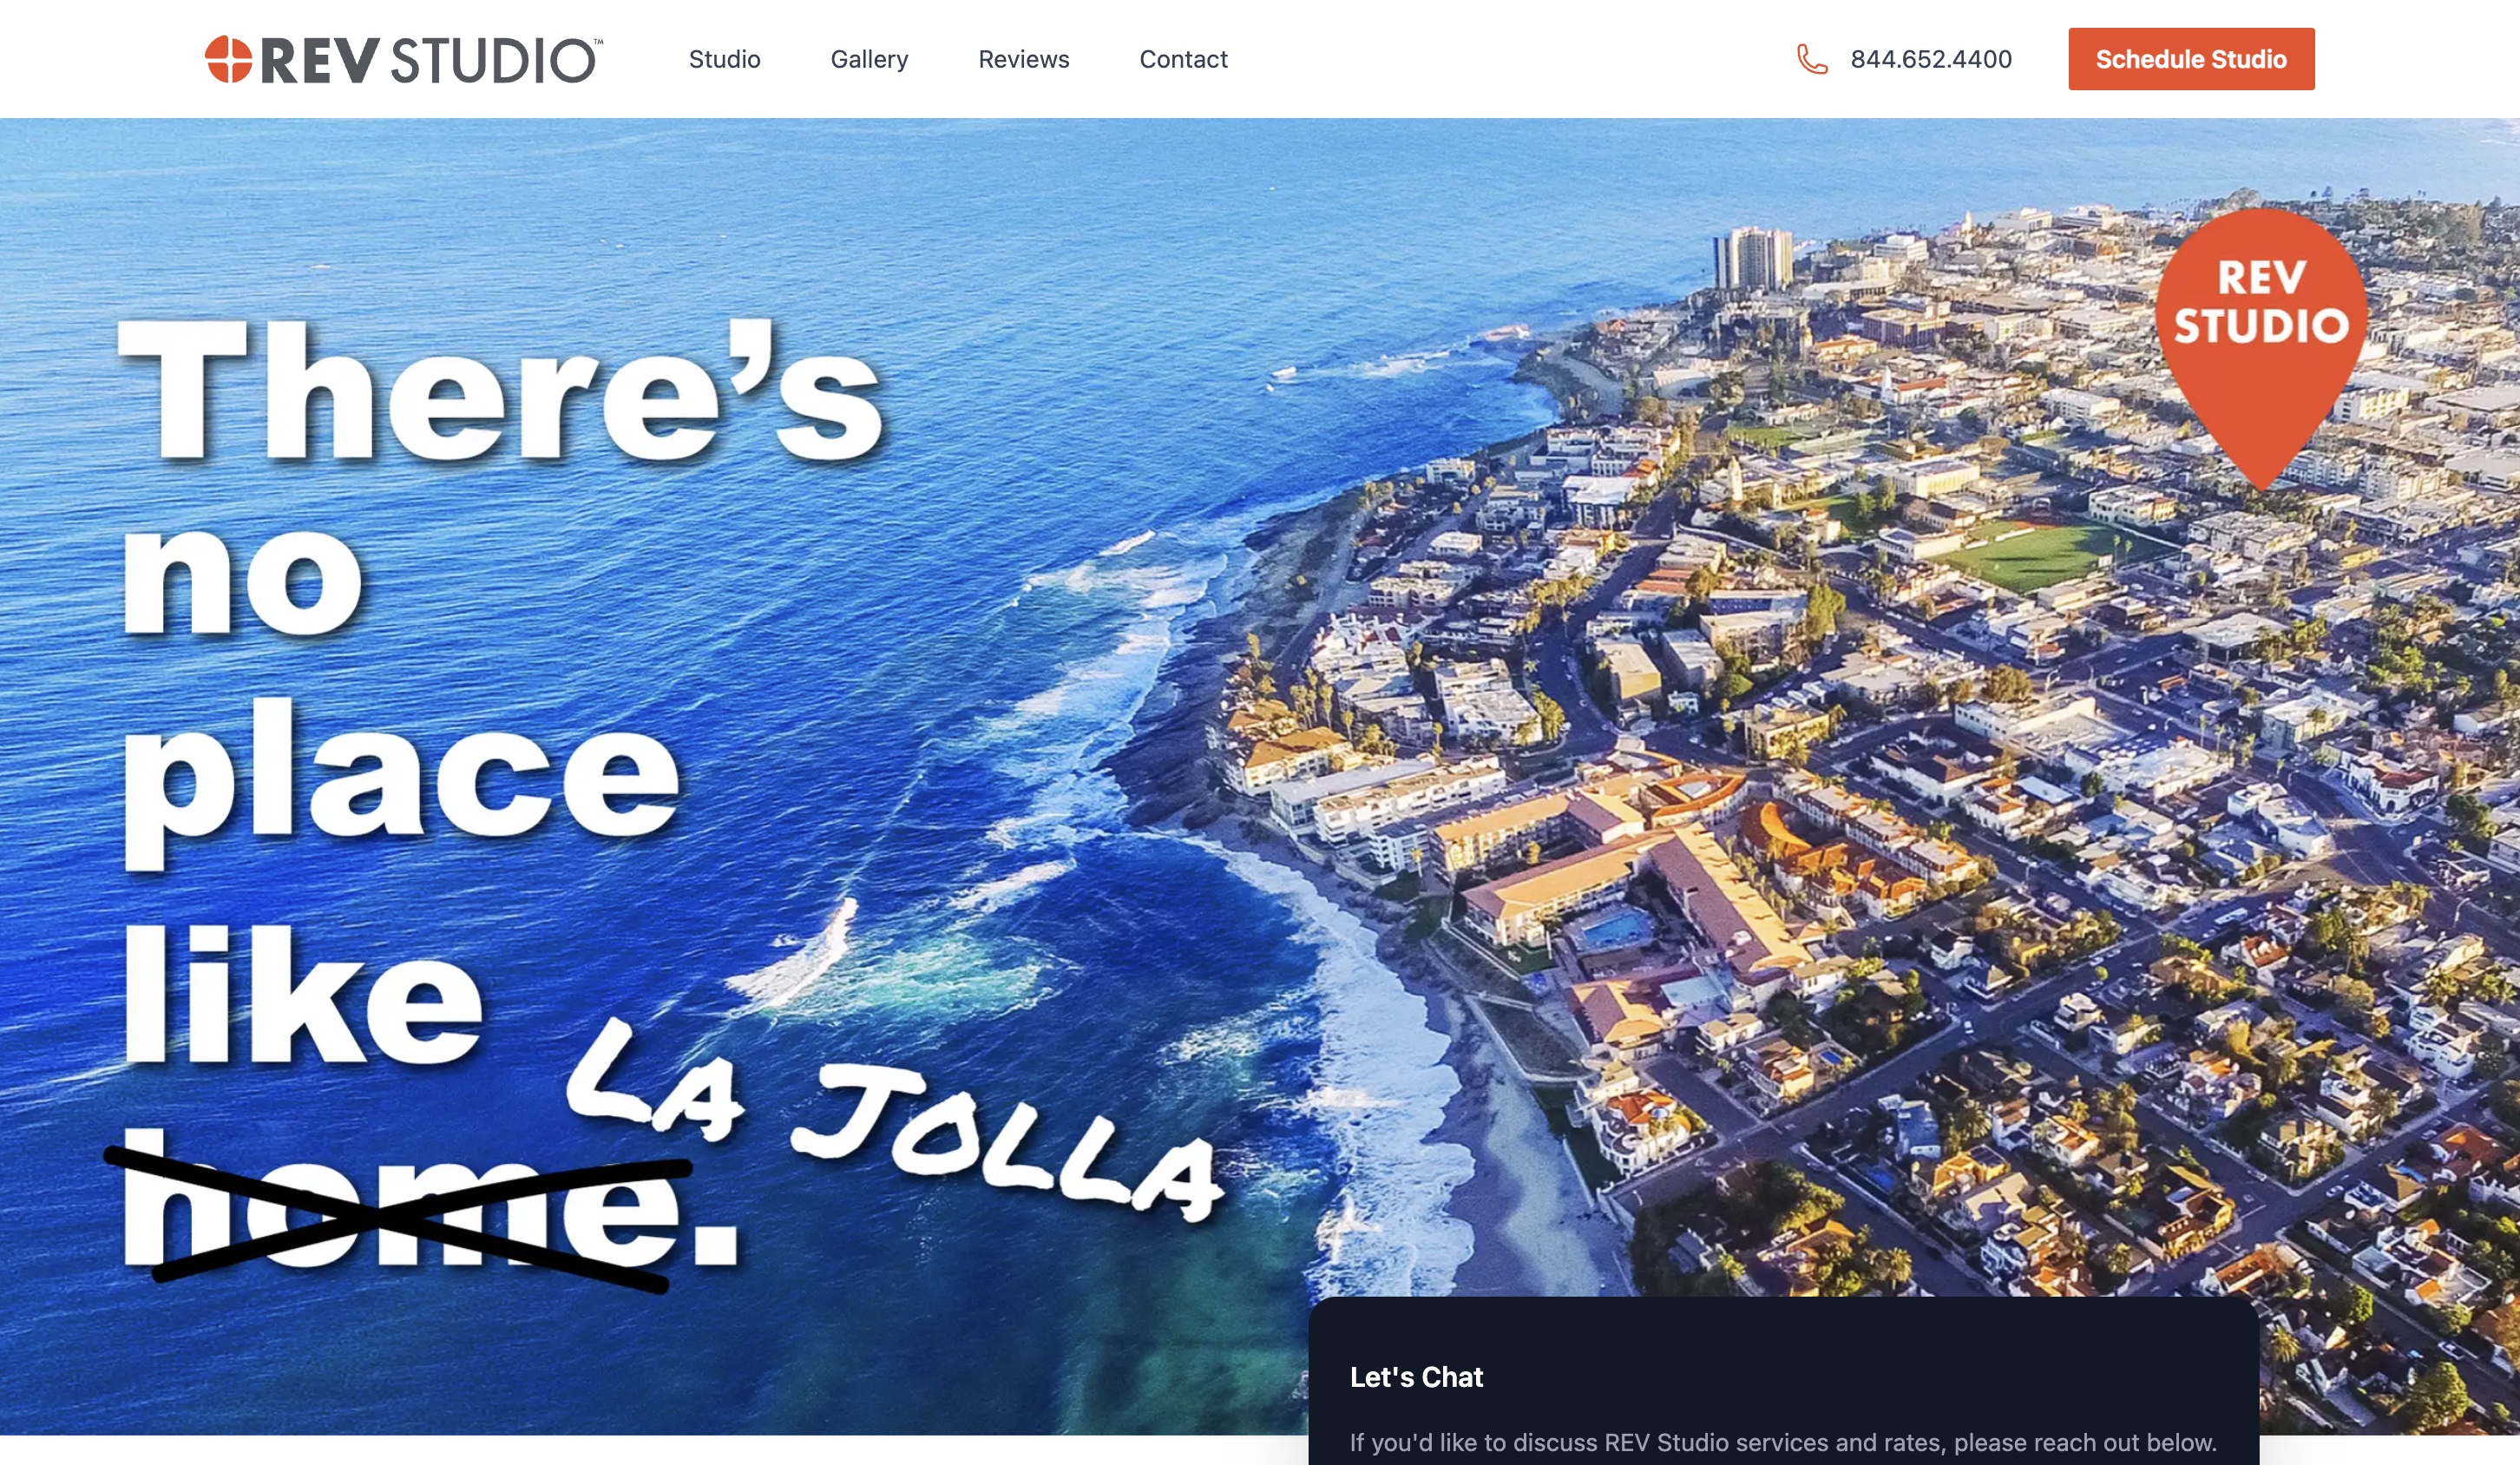 REV STUDIO™
Studio
Gallery
Reviews
Contact
844.652.4400
Schedule Studio
There’s
no
place
like
LA JOLLA
home.
REV
STUDIO
Let's Chat
If you'd like to discuss REV Studio services and rates, please reach out below.